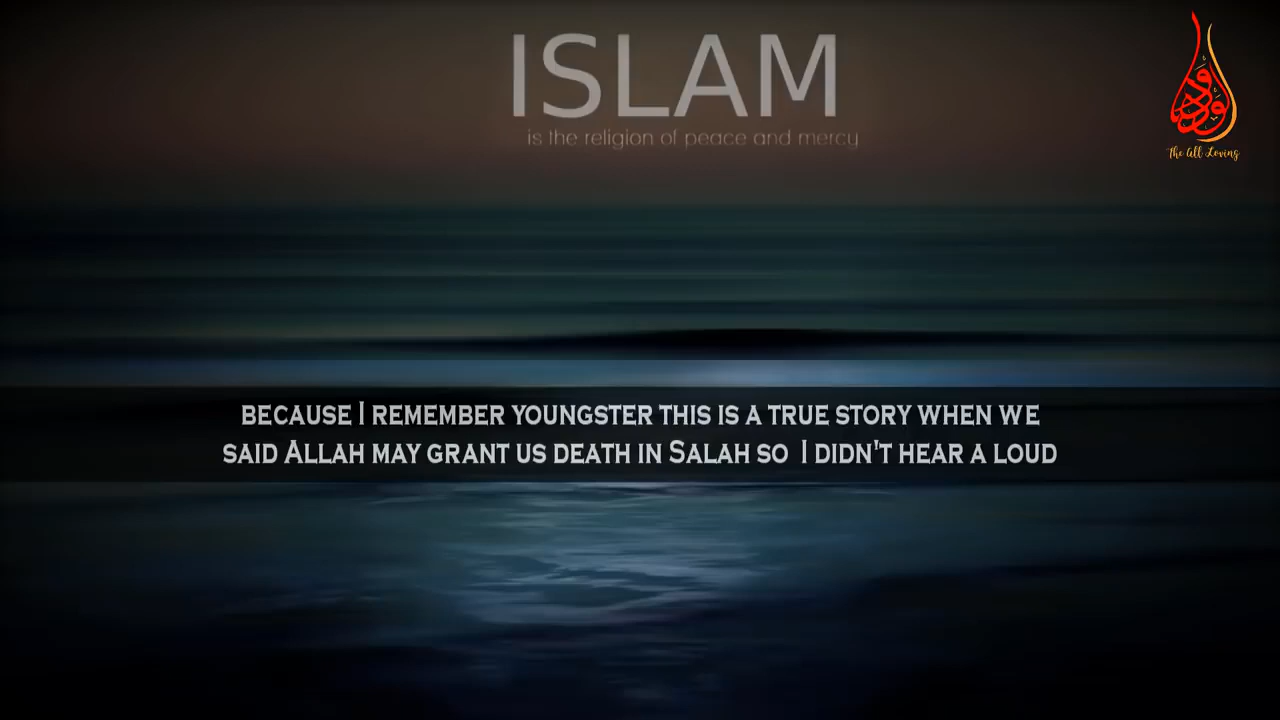 ISLAM
is the religion of peace and mercy
الودود
The All Loving
BECAUSE I REMEMBER YOUNGSTER THIS IS A TRUE STORY WHEN WE
SAID ALLAH MAY GRANT US DEATH IN SALAH SO I DIDN'T HEAR A LOUD